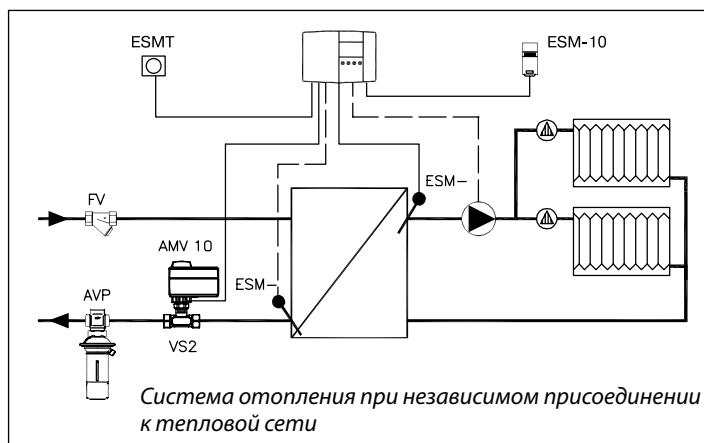 ESMT
ESM-10
FV
ESM-
AMV 10
ESM-
AVP
VS2
Система отопления при независимом присоединении
к тепловой сети